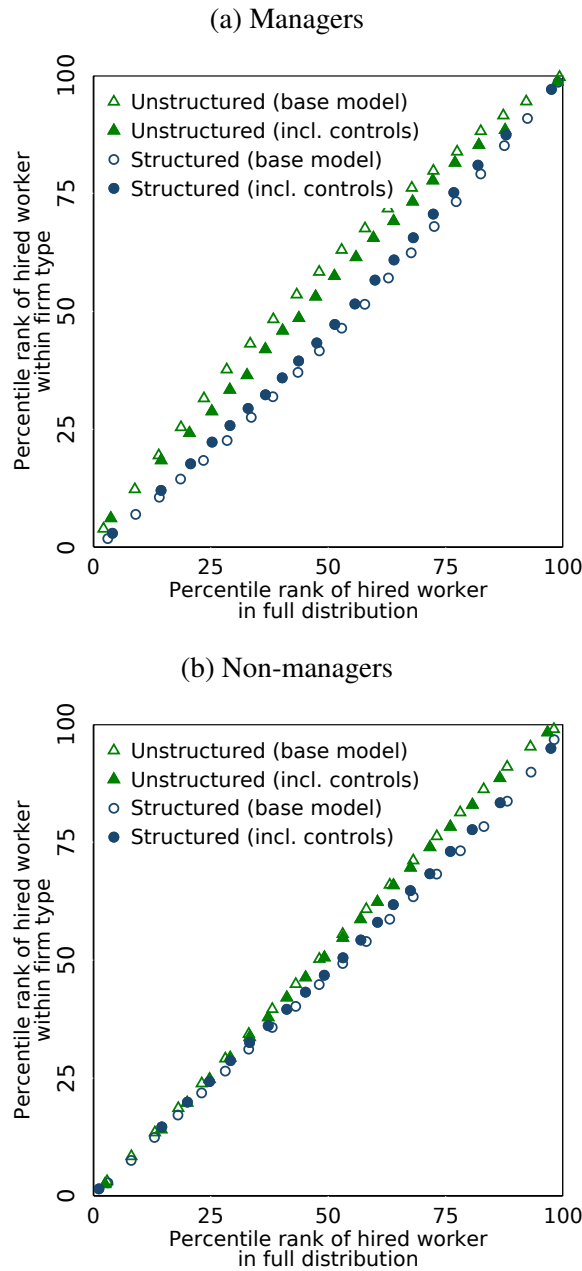 (a) Managers
100
75
50
25
0
Percentile rank of hired worker
within firm type
Unstructured (base model)
Unstructured (incl. controls)
Structured (base model)
Structured (incl. controls)
0 25 50 75 100
Percentile rank of hired worker
in full distribution
(b) Non-managers
100
75
50
25
0
Percentile rank of hired worker
within firm type
Unstructured (base model)
Unstructured (incl. controls)
Structured (base model)
Structured (incl. controls)
0 25 50 75 100
Percentile rank of hired worker
in full distribution